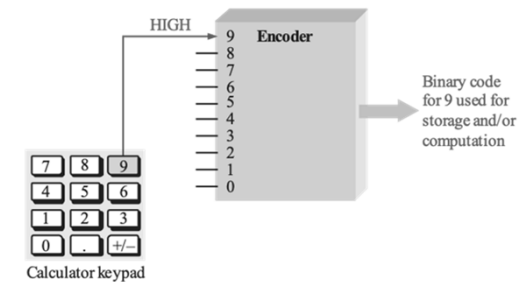 HIGH
9 Encoder
8
7
6
5
4
3
2
1
0
Binary code
for 9 used for
storage and/or
computation
7 8 9
4 5 6
1 2 3
0 . +/–
Calculator keypad